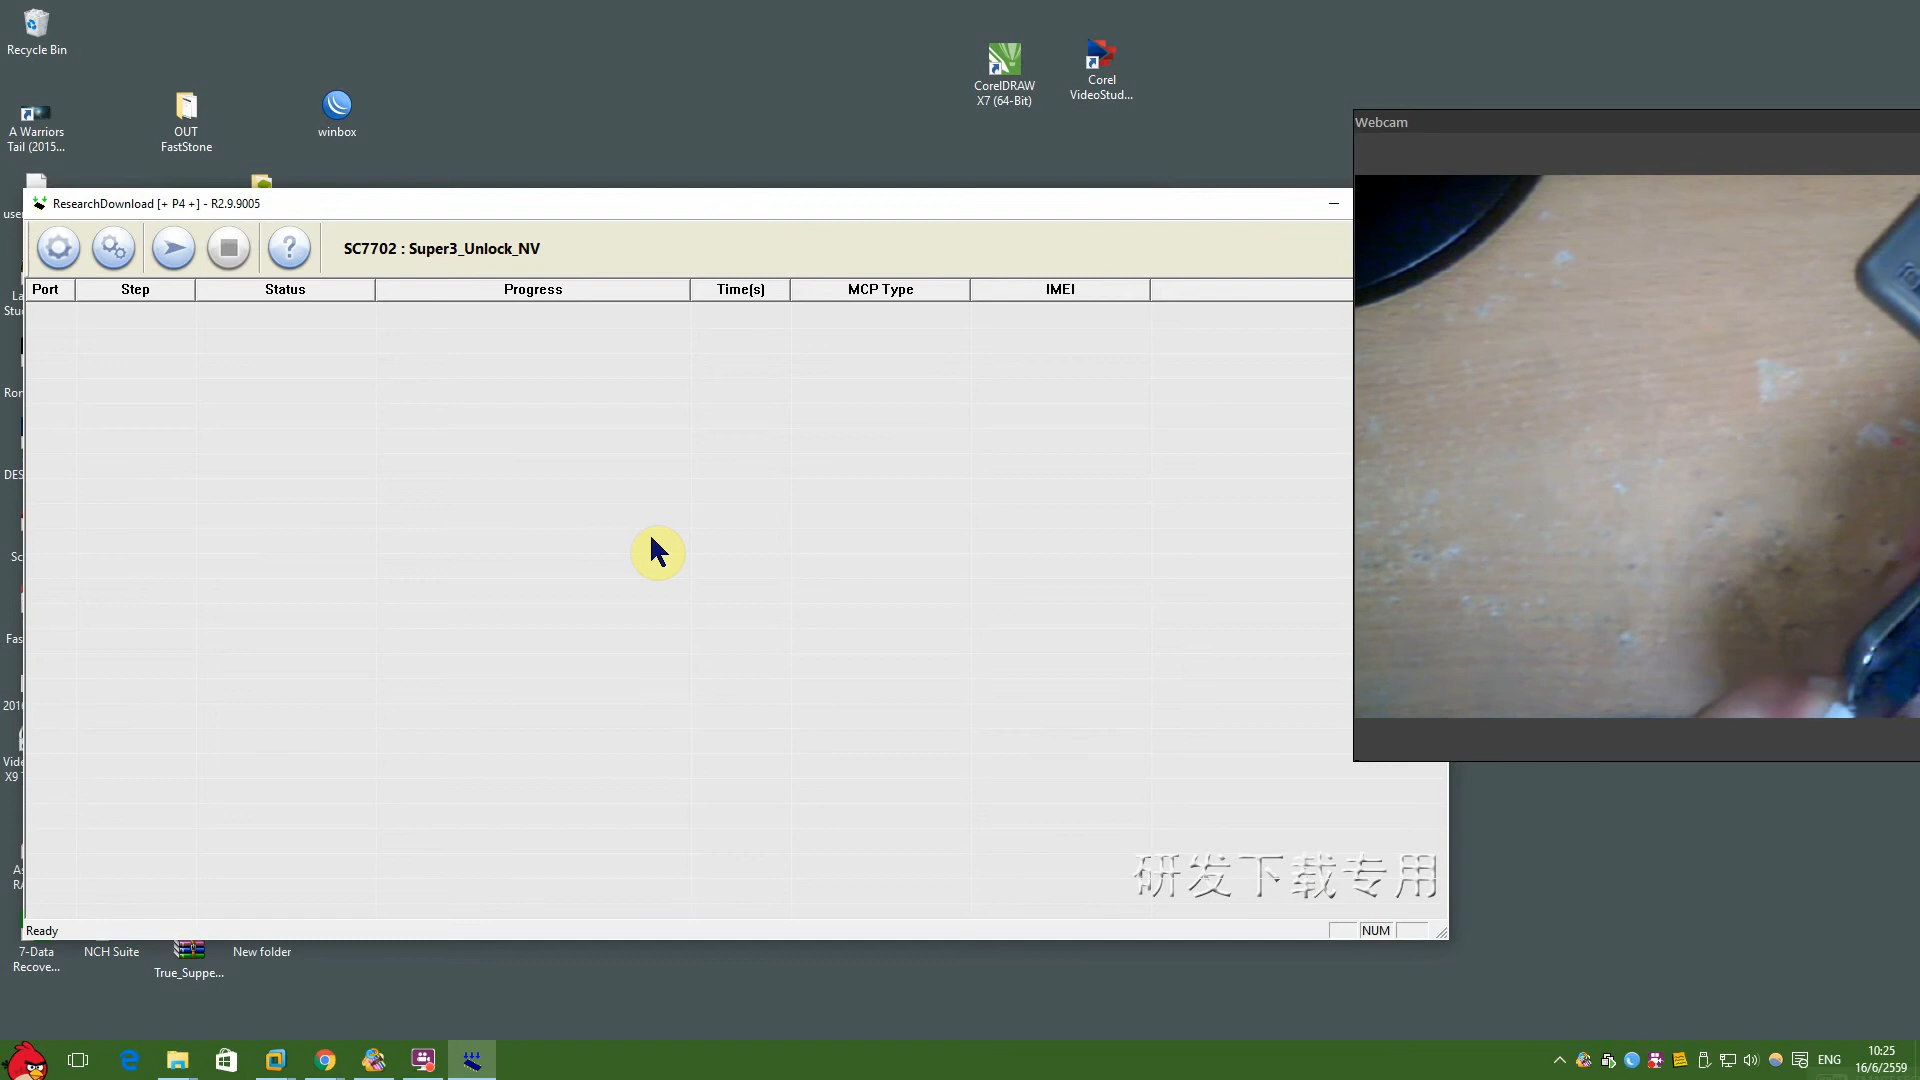 Recycle Bin
CorelDRAW
X7 (64-Bit)
Corel
VideoStud...
A Warriors
Tail (2015...
OUT
FastStone
winbox
Webcam
ResearchDownload [+ P4 +] - R2.9.9005
SC7702 : Super3_Unlock_NV
Port Step Status Progress Time(s) MCP Type IMEI
研发下载专用
Ready
NUM
7-Data
Recove...
NCH Suite
True_Suppe...
New folder
ENG
10:25
16/6/2559